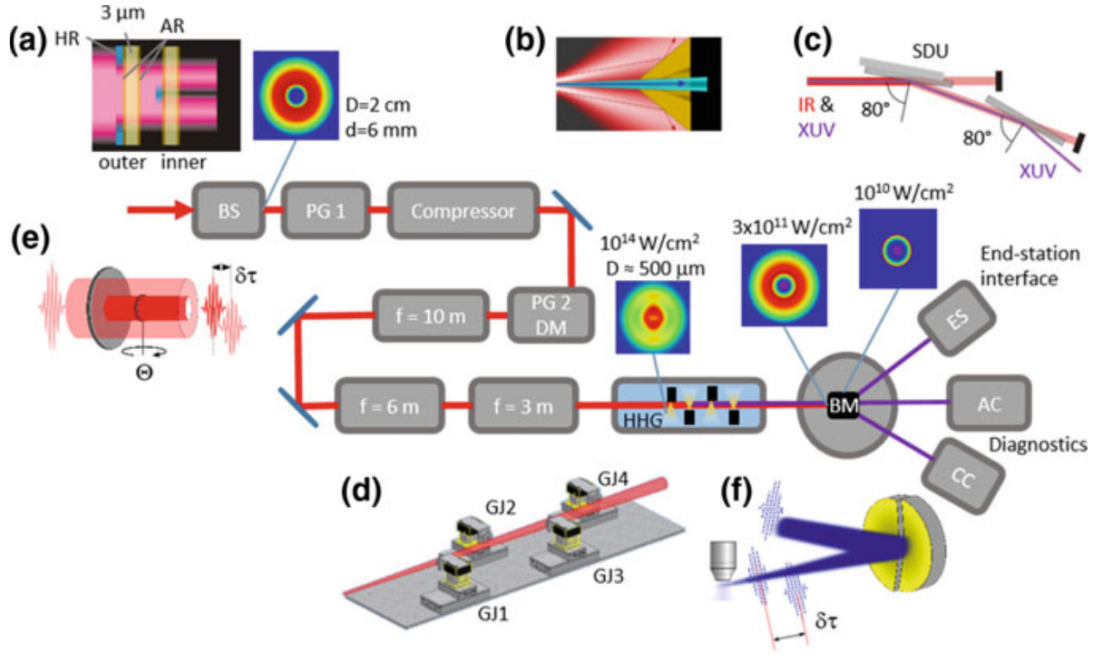 (a)
3 μm
HR
AR
outer inner
D=2 cm
d=6 mm
(b)
(c)
SDU
IR &
XUV
80°
80°
XUV
BS
PG 1
Compressor
(e)
δτ
Θ
f = 10 m
PG 2
DM
10¹⁴ W/cm²
D ≈ 500 μm
3x10¹¹ W/cm²
10¹⁰ W/cm²
End-station
interface
f = 6 m
f = 3 m
HHG
BM
ES
AC
Diagnostics
CC
(d)
GJ4
GJ2
GJ3
GJ1
(f)
δτ